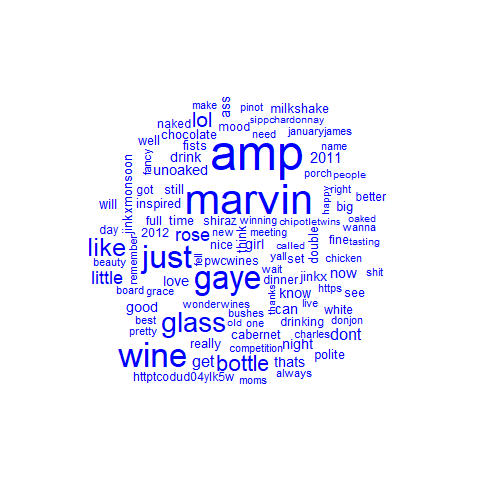 make
ass
pinot
milkshake
sippchardonnay
naked
lol
mood
need
januaryjames
chocolate
well
fists
amp
name
fancy
unoaked
drink
2011
porch
people
jinkxmonsoon
got
still
marvin
happy
right
better
will
inspired
big
full
time
shiraz
winning
chipotletwins
oaked
day
2012
rose
new
think
meeting
double
wanna
fine
tasting
like
remember
just
nice
girl
called
beauty
tell
pwcwines
yall
set
chicken
little
love
gaye
wait
dinner
jinkx
now
shit
board
grace
thanks
know
https
see
good
wonderwines
can
live
white
best
glass
bushes
old
one
drinking
donjon
pretty
cabernet
charles
dont
wine
really
competition
night
polite
get
bottle
thats
httptcodud04ylk5w
moms
always